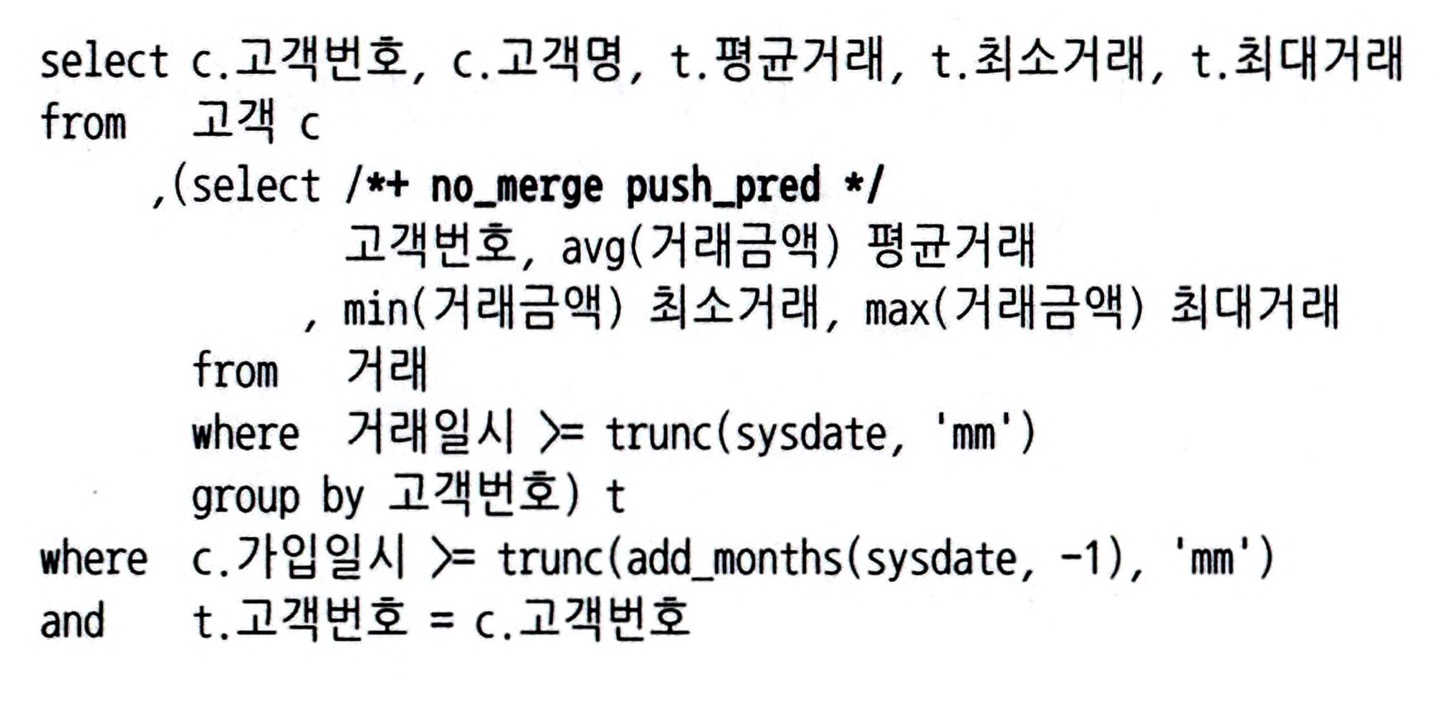 select c.고객번호, c.고객명, t.평균거래, t.최소거래, t.최대거래
from   고객 c
     ,(select /*+ no_merge push_pred */
              고객번호, avg(거래금액) 평균거래
            , min(거래금액) 최소거래, max(거래금액) 최대거래
       from   거래
       where  거래일시 >= trunc(sysdate, 'mm')
       group by 고객번호) t
where  c.가입일시 >= trunc(add_months(sysdate, -1), 'mm')
and    t.고객번호 = c.고객번호